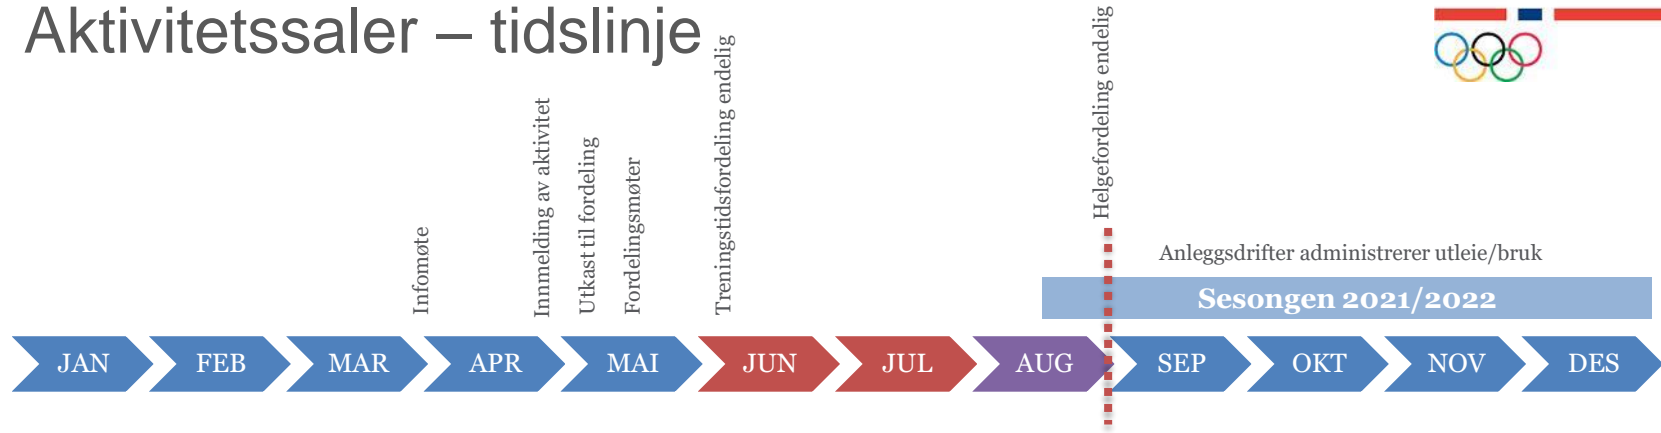 Aktivitetssaler – tidslinje
Infomøte
Innmelding av aktivitet
Utkast til fordeling
Fordelingsmøter
Treningstidsfordeling endelig
Helgefordeling endelig
Anleggsdrifter administrerer utleie/bruk
Sesongen 2021/2022
JAN FEB MAR APR MAI JUN JUL AUG SEP OKT NOV DES